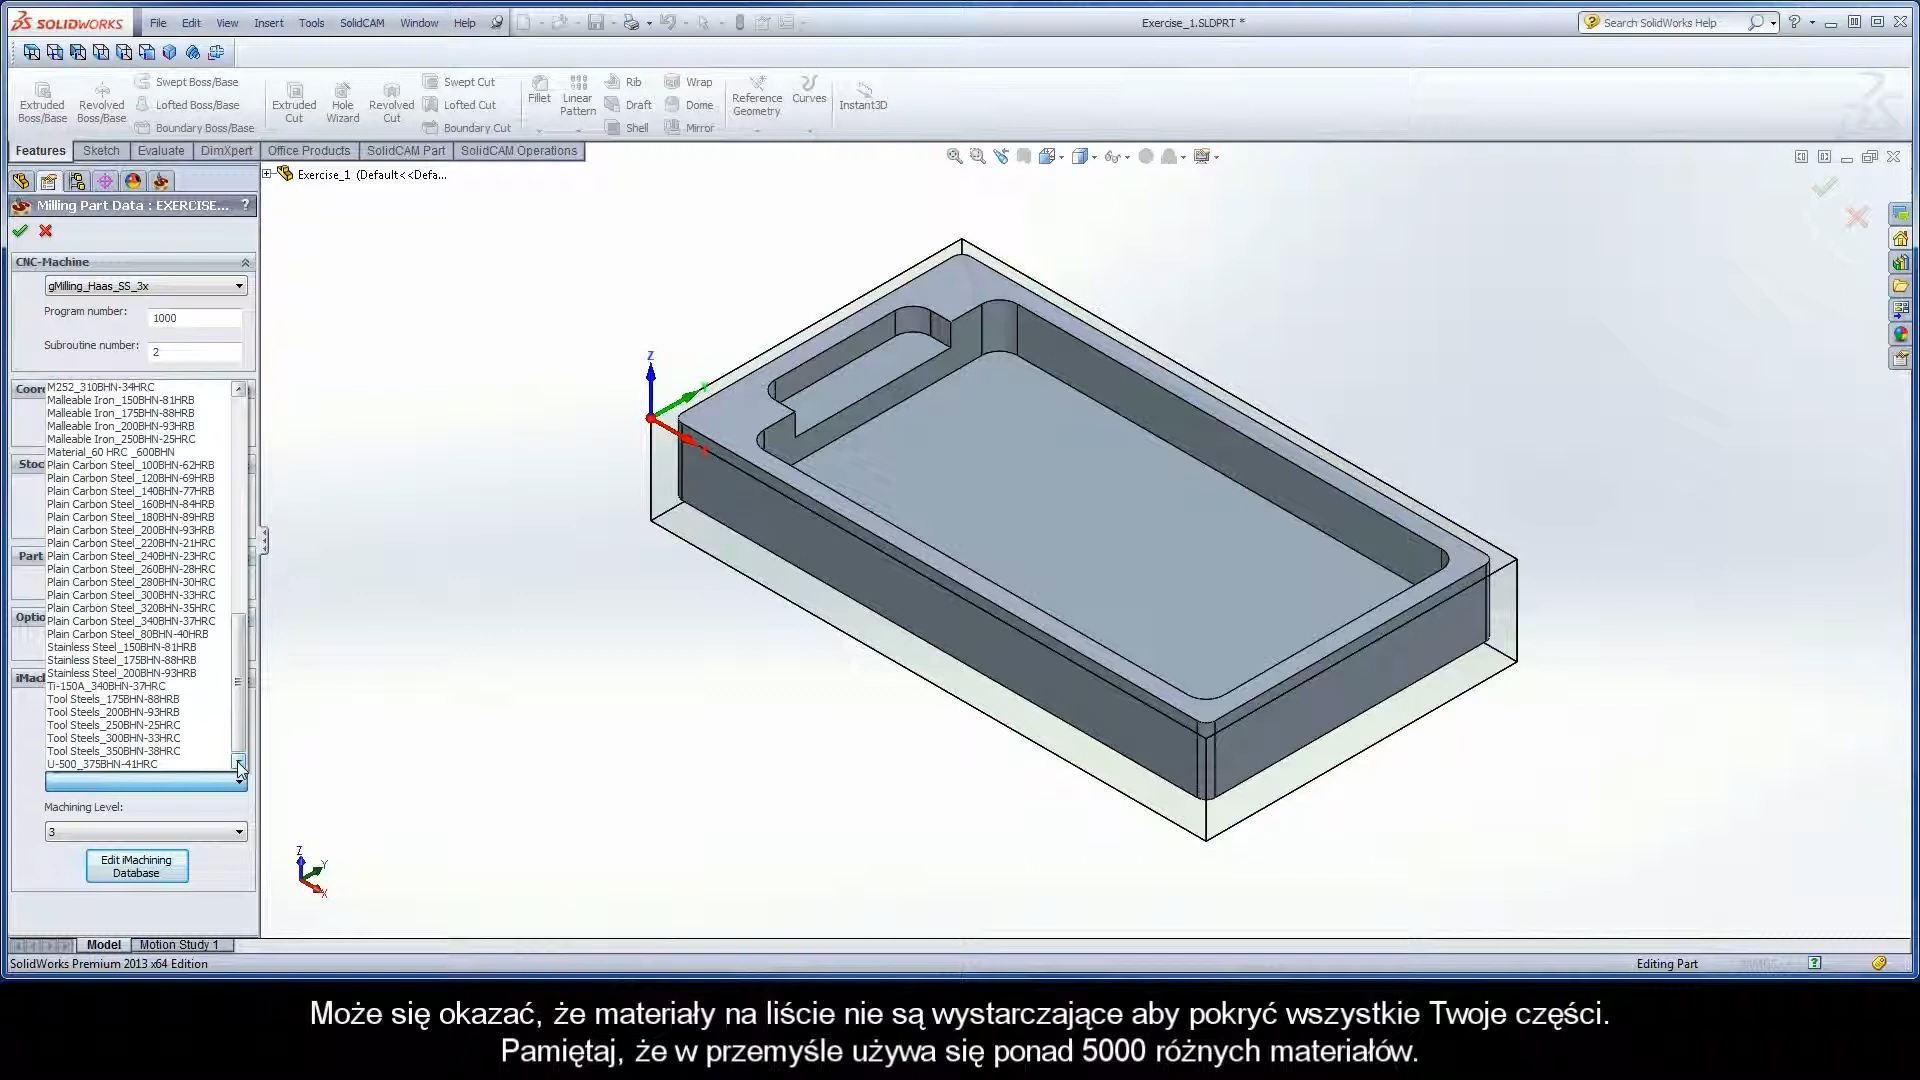 SOLIDWORKS File Edit View Insert Tools SolidCAM Window Help Exercise_1.SLDPRT * Search SolidWorks Help
Extruded Boss/Base Revolved Boss/Base Swept Boss/Base Lofted Boss/Base Boundary Boss/Base Extruded Cut Hole Wizard Revolved Cut Swept Cut Lofted Cut Boundary Cut Fillet Linear Pattern Rib Draft Shell Wrap Dome Mirror Reference Geometry Curves Instant3D
Features Sketch Evaluate DimXpert Office Products SolidCAM Part SolidCAM Operations
Exercise_1 (Default<<Defa...
Milling Part Data : EXERCISE... ?
CNC-Machine
gMilling_Haas_SS_3x
Program number: 1000
Subroutine number: 2
Coor
Stoc
Part
Optio
iMac
M252_310BHN-34HRC
Malleable Iron_150BHN-81HRB
Malleable Iron_175BHN-88HRB
Malleable Iron_200BHN-93HRB
Malleable Iron_250BHN-25HRC
Material_60 HRC _600BHN
Plain Carbon Steel_100BHN-62HRB
Plain Carbon Steel_120BHN-69HRB
Plain Carbon Steel_140BHN-77HRB
Plain Carbon Steel_160BHN-84HRB
Plain Carbon Steel_180BHN-89HRB
Plain Carbon Steel_200BHN-93HRB
Plain Carbon Steel_220BHN-21HRC
Plain Carbon Steel_240BHN-23HRC
Plain Carbon Steel_260BHN-28HRC
Plain Carbon Steel_280BHN-30HRC
Plain Carbon Steel_300BHN-33HRC
Plain Carbon Steel_320BHN-35HRC
Plain Carbon Steel_340BHN-37HRC
Plain Carbon Steel_80BHN-40HRB
Stainless Steel_150BHN-81HRB
Stainless Steel_175BHN-88HRB
Stainless Steel_200BHN-93HRB
Ti-150A_340BHN-37HRC
Tool Steels_175BHN-88HRB
Tool Steels_200BHN-93HRB
Tool Steels_250BHN-25HRC
Tool Steels_300BHN-33HRC
Tool Steels_350BHN-38HRC
U-500_375BHN-41HRC
Machining Level:
3
Edit iMachining
Database
Z
Z
Y
X
Model Motion Study 1
SolidWorks Premium 2013 x64 Edition Editing Part
Może się okazać, że materiały na liście nie są wystarczające aby pokryć wszystkie Twoje części.
Pamiętaj, że w przemyśle używa się ponad 5000 różnych materiałów.